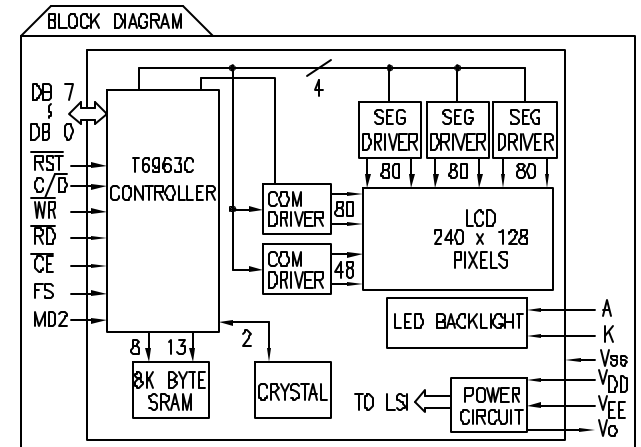 BLOCK DIAGRAM
DB 7
DB 0
RST
C/D
WR
RD
CE
FS
MD2
T6963C
CONTROLLER
4
SEG
DRIVER
SEG
DRIVER
SEG
DRIVER
80
80
80
COM
DRIVER
80
COM
DRIVER
48
LCD
240 x 128
PIXELS
LED BACKLIGHT
A
K
Vss
VDD
VEE
Vo
8
13
2
8K BYTE
SRAM
CRYSTAL
TO LSI
POWER
CIRCUIT